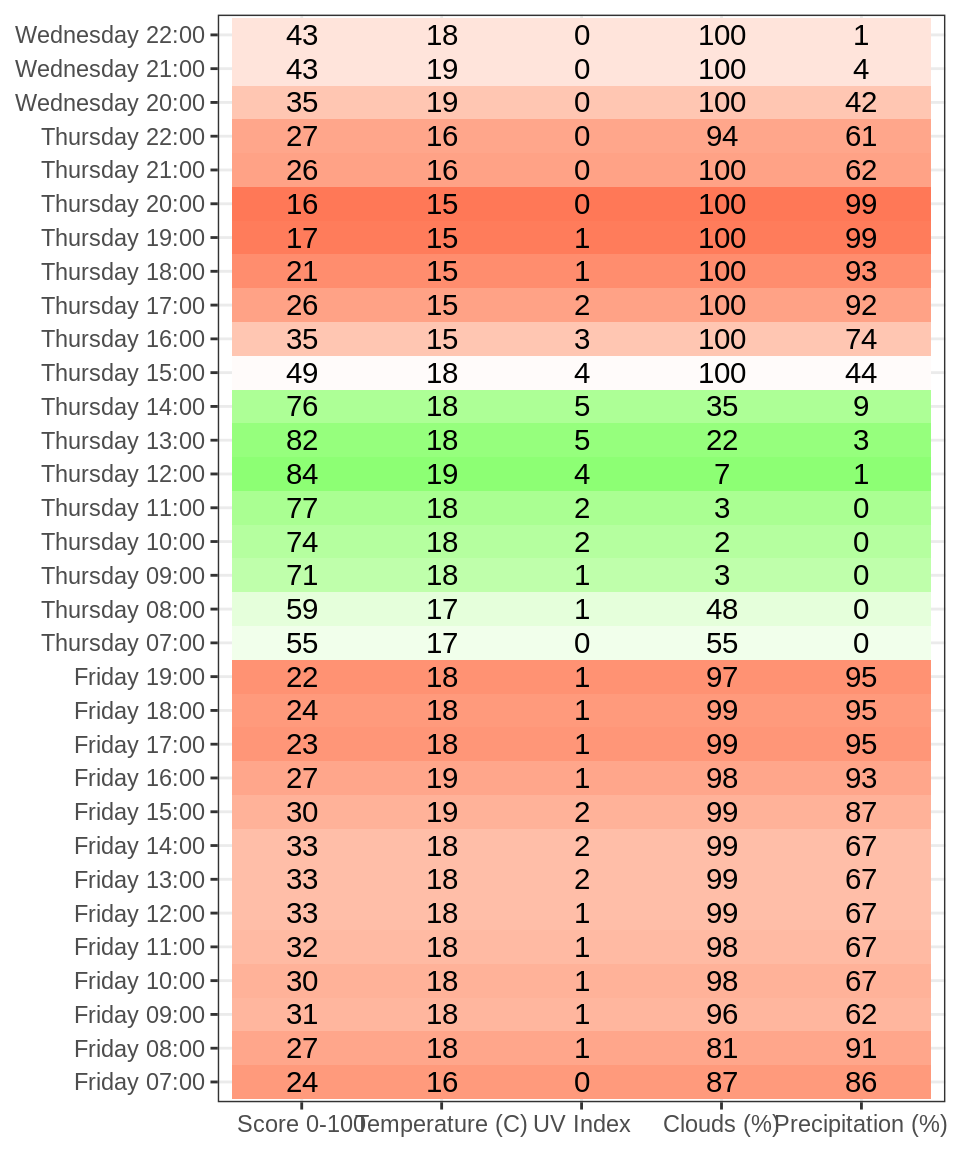 Wednesday 22:00 43 18 0 100 1
Wednesday 21:00 43 19 0 100 4
Wednesday 20:00 35 19 0 100 42
Thursday 22:00 27 16 0 94 61
Thursday 21:00 26 16 0 100 62
Thursday 20:00 16 15 0 100 99
Thursday 19:00 17 15 1 100 99
Thursday 18:00 21 15 1 100 93
Thursday 17:00 26 15 2 100 92
Thursday 16:00 35 15 3 100 74
Thursday 15:00 49 18 4 100 44
Thursday 14:00 76 18 5 35 9
Thursday 13:00 82 18 5 22 3
Thursday 12:00 84 19 4 7 1
Thursday 11:00 77 18 2 3 0
Thursday 10:00 74 18 2 2 0
Thursday 09:00 71 18 1 3 0
Thursday 08:00 59 17 1 48 0
Thursday 07:00 55 17 0 55 0
Friday 19:00 22 18 1 97 95
Friday 18:00 24 18 1 99 95
Friday 17:00 23 18 1 99 95
Friday 16:00 27 19 1 98 93
Friday 15:00 30 19 2 99 87
Friday 14:00 33 18 2 99 67
Friday 13:00 33 18 2 99 67
Friday 12:00 33 18 1 99 67
Friday 11:00 32 18 1 98 67
Friday 10:00 30 18 1 98 67
Friday 09:00 31 18 1 96 62
Friday 08:00 27 18 1 81 91
Friday 07:00 24 16 0 87 86
Score 0-100 Temperature (C) UV Index Clouds (%) Precipitation (%)